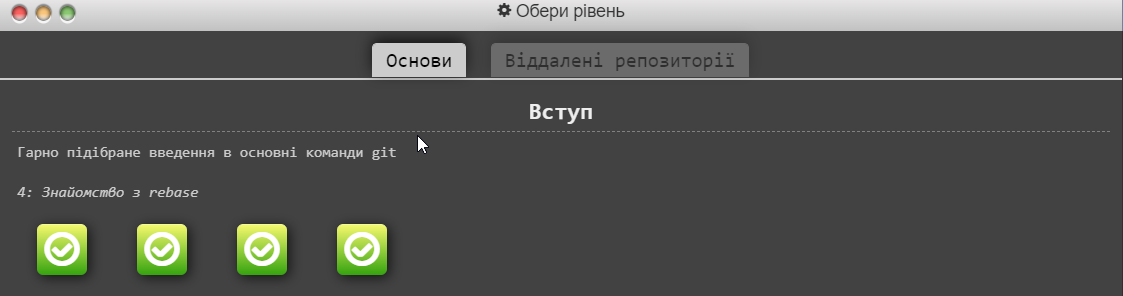 Обери рівень
Основи
Віддалені репозиторії
Вступ
Гарно підібране введення в основні команди git
4: Знайомство з rebase